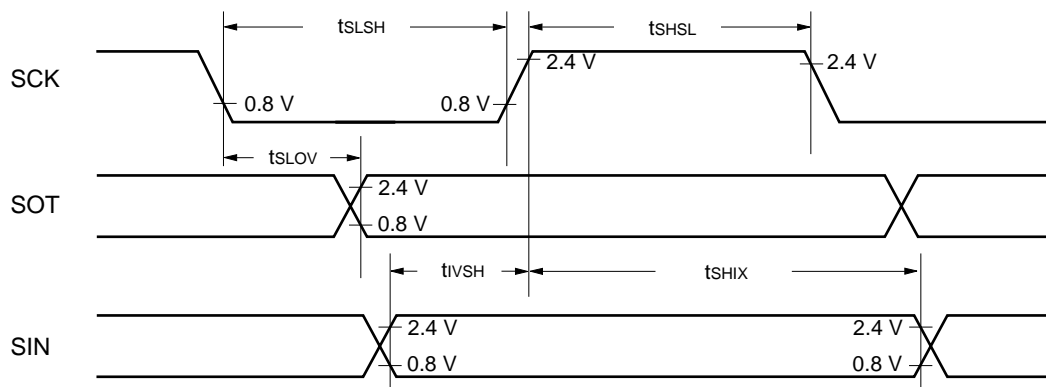 tSLSH
tSHSL
SCK
2.4 V
2.4 V
0.8 V
0.8 V
tSLOV
SOT
2.4 V
0.8 V
tIVSH
tSHIX
SIN
2.4 V
2.4 V
0.8 V
0.8 V